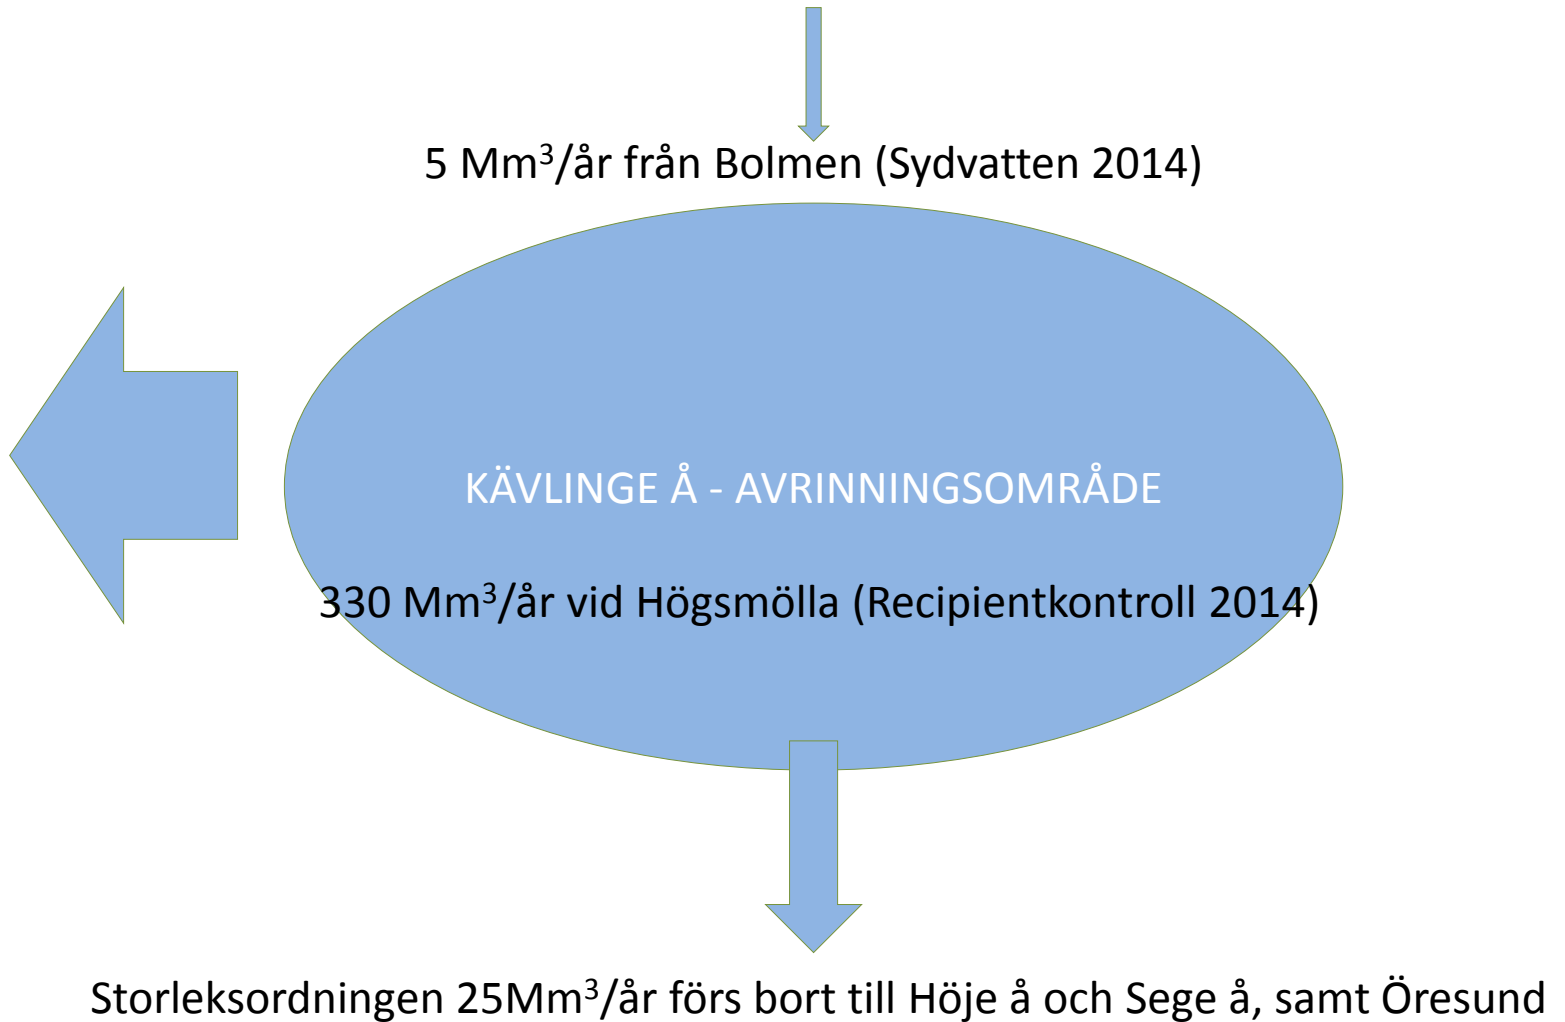 5 Mm³/år från Bolmen (Sydvatten 2014)
KÄVLINGE Å - AVRINNINGSOMRÅDE
330 Mm³/år vid Högsmölla (Recipientkontroll 2014)
Storleksordningen 25Mm³/år förs bort till Höje å och Sege å, samt Öresund